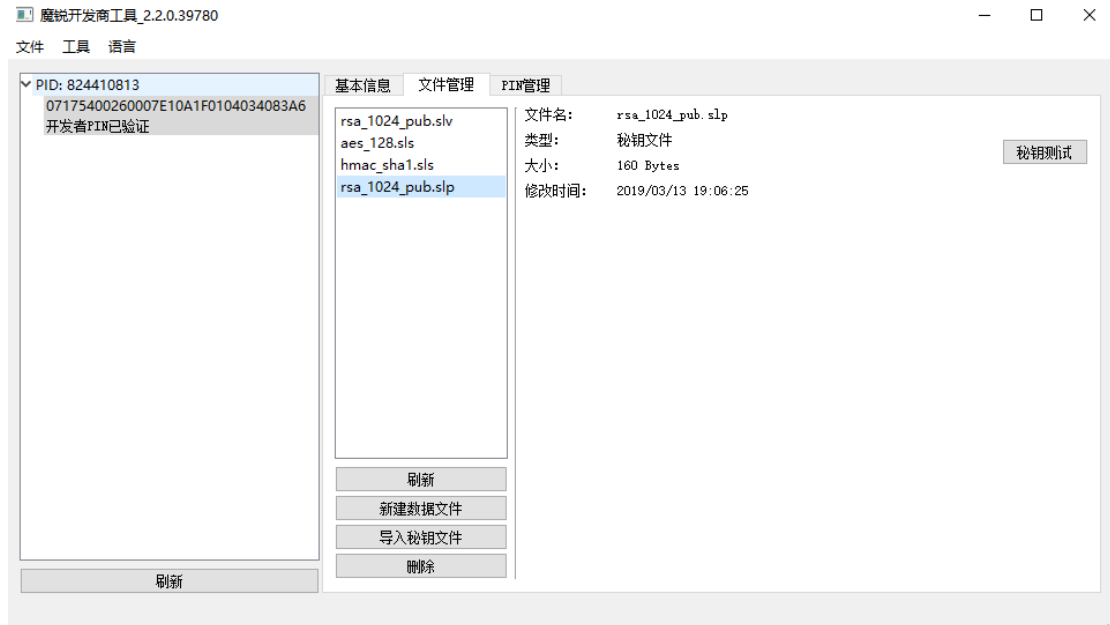 魔锐开发商工具_2.2.0.39780
文件 工具 语言
PID: 824410813
07175400260007E10A1F0104034083A6
开发者PIN已验证
刷新
基本信息 文件管理 PIN管理
rsa_1024_pub.slv
aes_128.sls
hmac_sha1.sls
rsa_1024_pub.slp
刷新
新建数据文件
导入秘钥文件
删除
文件名: rsa_1024_pub.slp
类型: 秘钥文件
大小: 160 Bytes
修改时间: 2019/03/13 19:06:25
秘钥测试